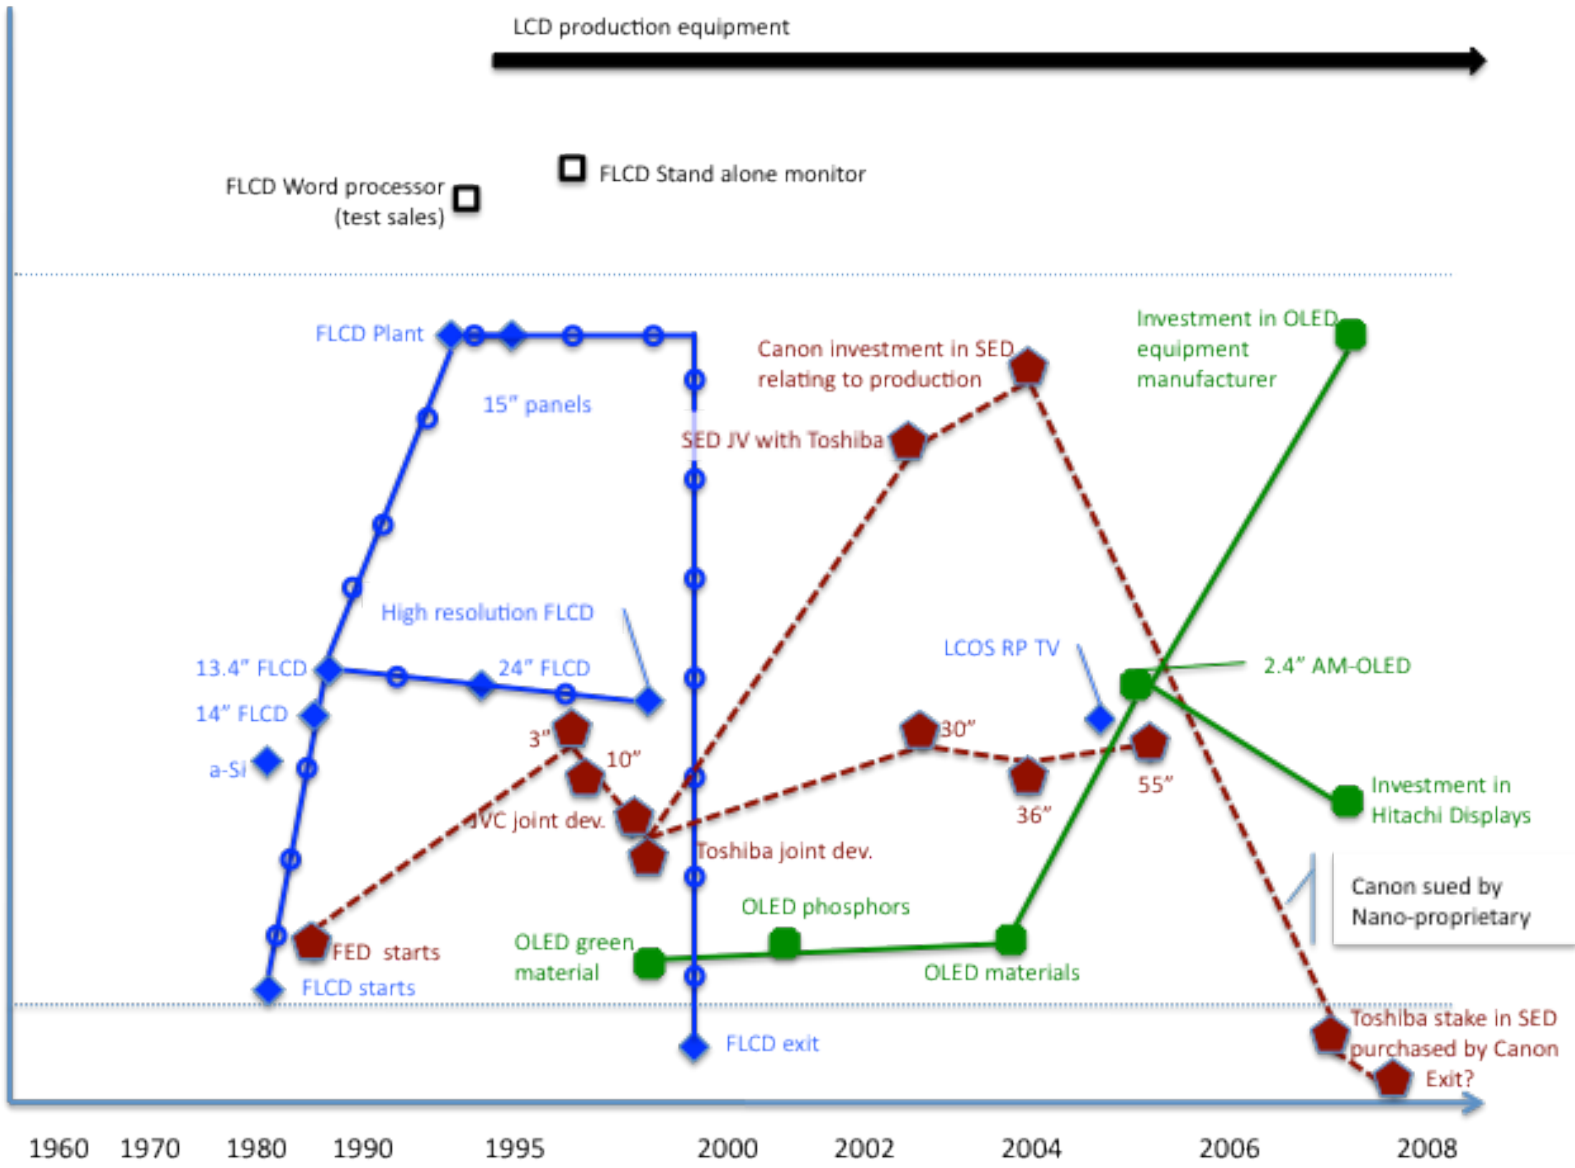 LCD production equipment
FLCD Word processor
(test sales)
FLCD Stand alone monitor
FLCD Plant
15” panels
Canon investment in SED
relating to production
Investment in OLED
equipment
manufacturer
SED JV with Toshiba
High resolution FLCD
13.4” FLCD
24” FLCD
LCOS RP TV
2.4” AM-OLED
14” FLCD
a-Si
3”
10”
30”
36”
55”
JVC joint dev.
Toshiba joint dev.
Investment in
Hitachi Displays
OLED phosphors
OLED green
material
OLED materials
FED starts
FLCD starts
Canon sued by
Nano-proprietary
FLCD exit
Toshiba stake in SED
purchased by Canon
Exit?
1960 1970 1980 1990 1995 2000 2002 2004 2006 2008